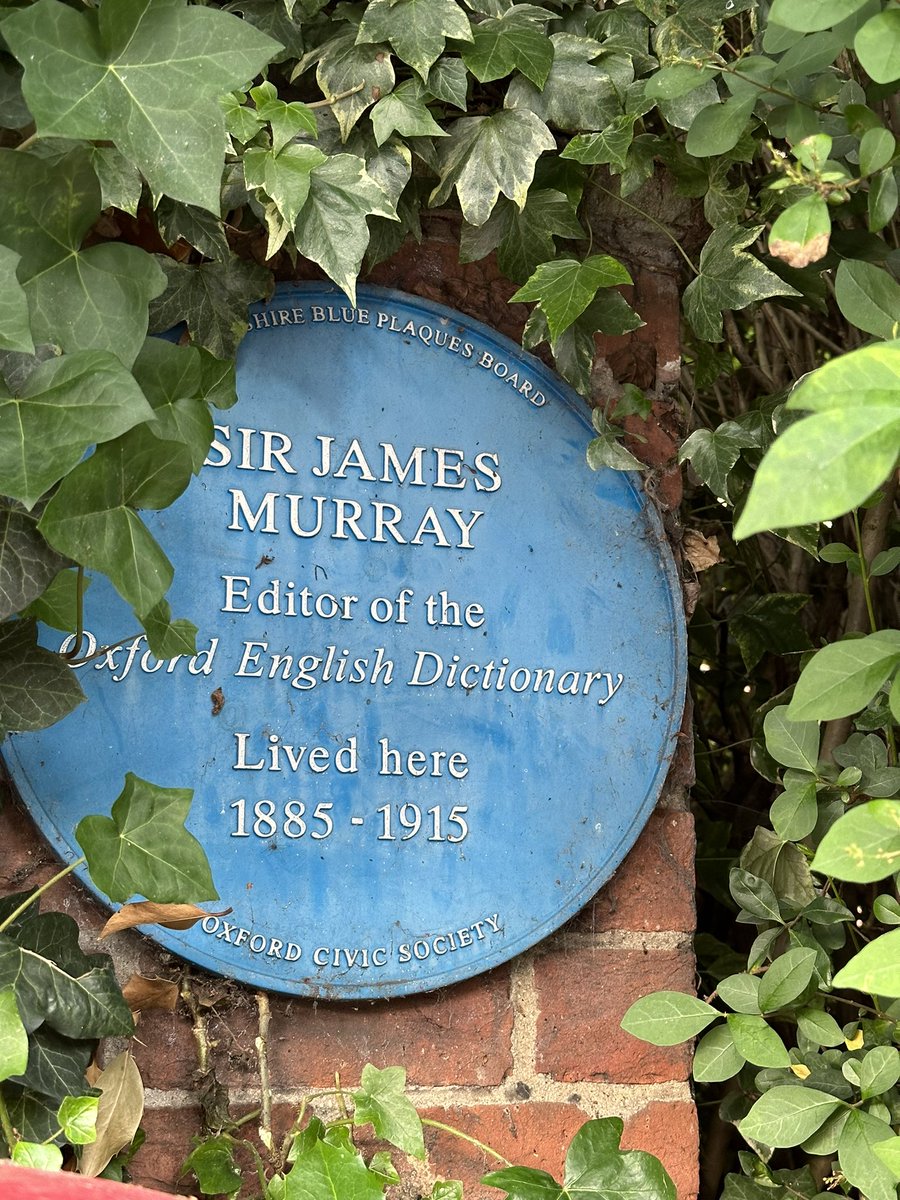 SHIRE BLUE PLAQUES BOARD
SIR JAMES
MURRAY
Editor of the
Oxford English Dictionary
Lived here
1885 - 1915
OXFORD CIVIC SOCIETY